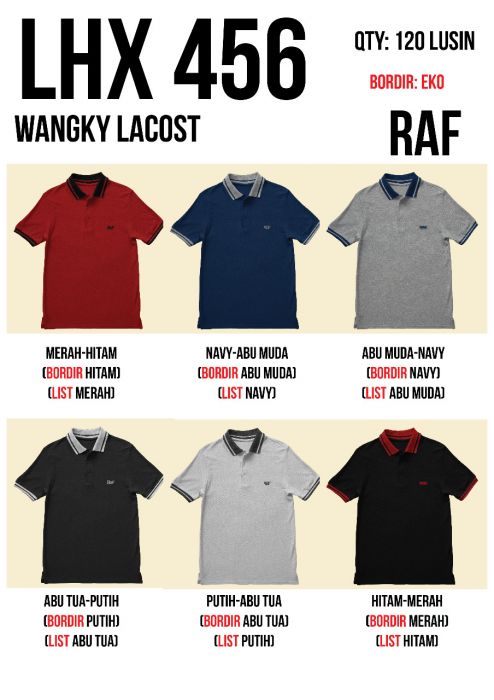 LHX 456
QTY: 120 LUSIN
BORDIR: EKO
WANGKY LACOST
RAF
MERAH-HITAM
(BORDIR HITAM)
(LIST MERAH)
NAVY-ABU MUDA
(BORDIR ABU MUDA)
(LIST NAVY)
ABU MUDA-NAVY
(BORDIR NAVY)
(LIST ABU MUDA)
ABU TUA-PUTIH
(BORDIR PUTIH)
(LIST ABU TUA)
PUTIH-ABU TUA
(BORDIR ABU TUA)
(LIST PUTIH)
HITAM-MERAH
(BORDIR MERAH)
(LIST HITAM)